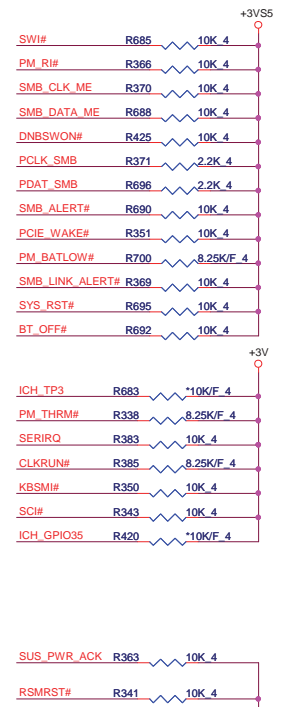 +3VS5
SWI# R685 10K_4
PM_RI# R366 10K_4
SMB_CLK_ME R370 10K_4
SMB_DATA_ME R688 10K_4
DNBSWON# R425 10K_4
PCLK_SMB R371 2.2K_4
PDAT_SMB R696 2.2K_4
SMB_ALERT# R690 10K_4
PCIE_WAKE# R351 10K_4
PM_BATLOW# R700 8.25K/F_4
SMB_LINK_ALERT# R369 10K_4
SYS_RST# R695 10K_4
BT_OFF# R692 10K_4
+3V
ICH_TP3 R683 *10K/F_4
PM_THRM# R338 8.25K/F_4
SERIRQ R383 10K_4
CLKRUN# R385 8.25K/F_4
KBSMI# R350 10K_4
SCI# R343 10K_4
ICH_GPIO35 R420 *10K/F_4
SUS_PWR_ACK R363 10K_4
RSMRST# R341 10K_4